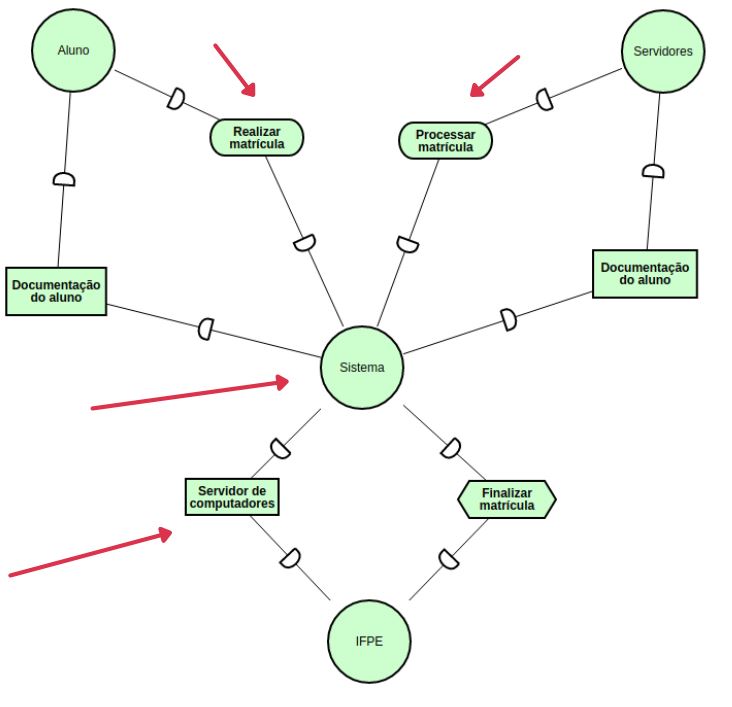 Aluno
Servidores
Realizar
matrícula
Processar
matrícula
Documentação
do aluno
Documentação
do aluno
Sistema
Servidor de
computadores
Finalizar
matrícula
IFPE